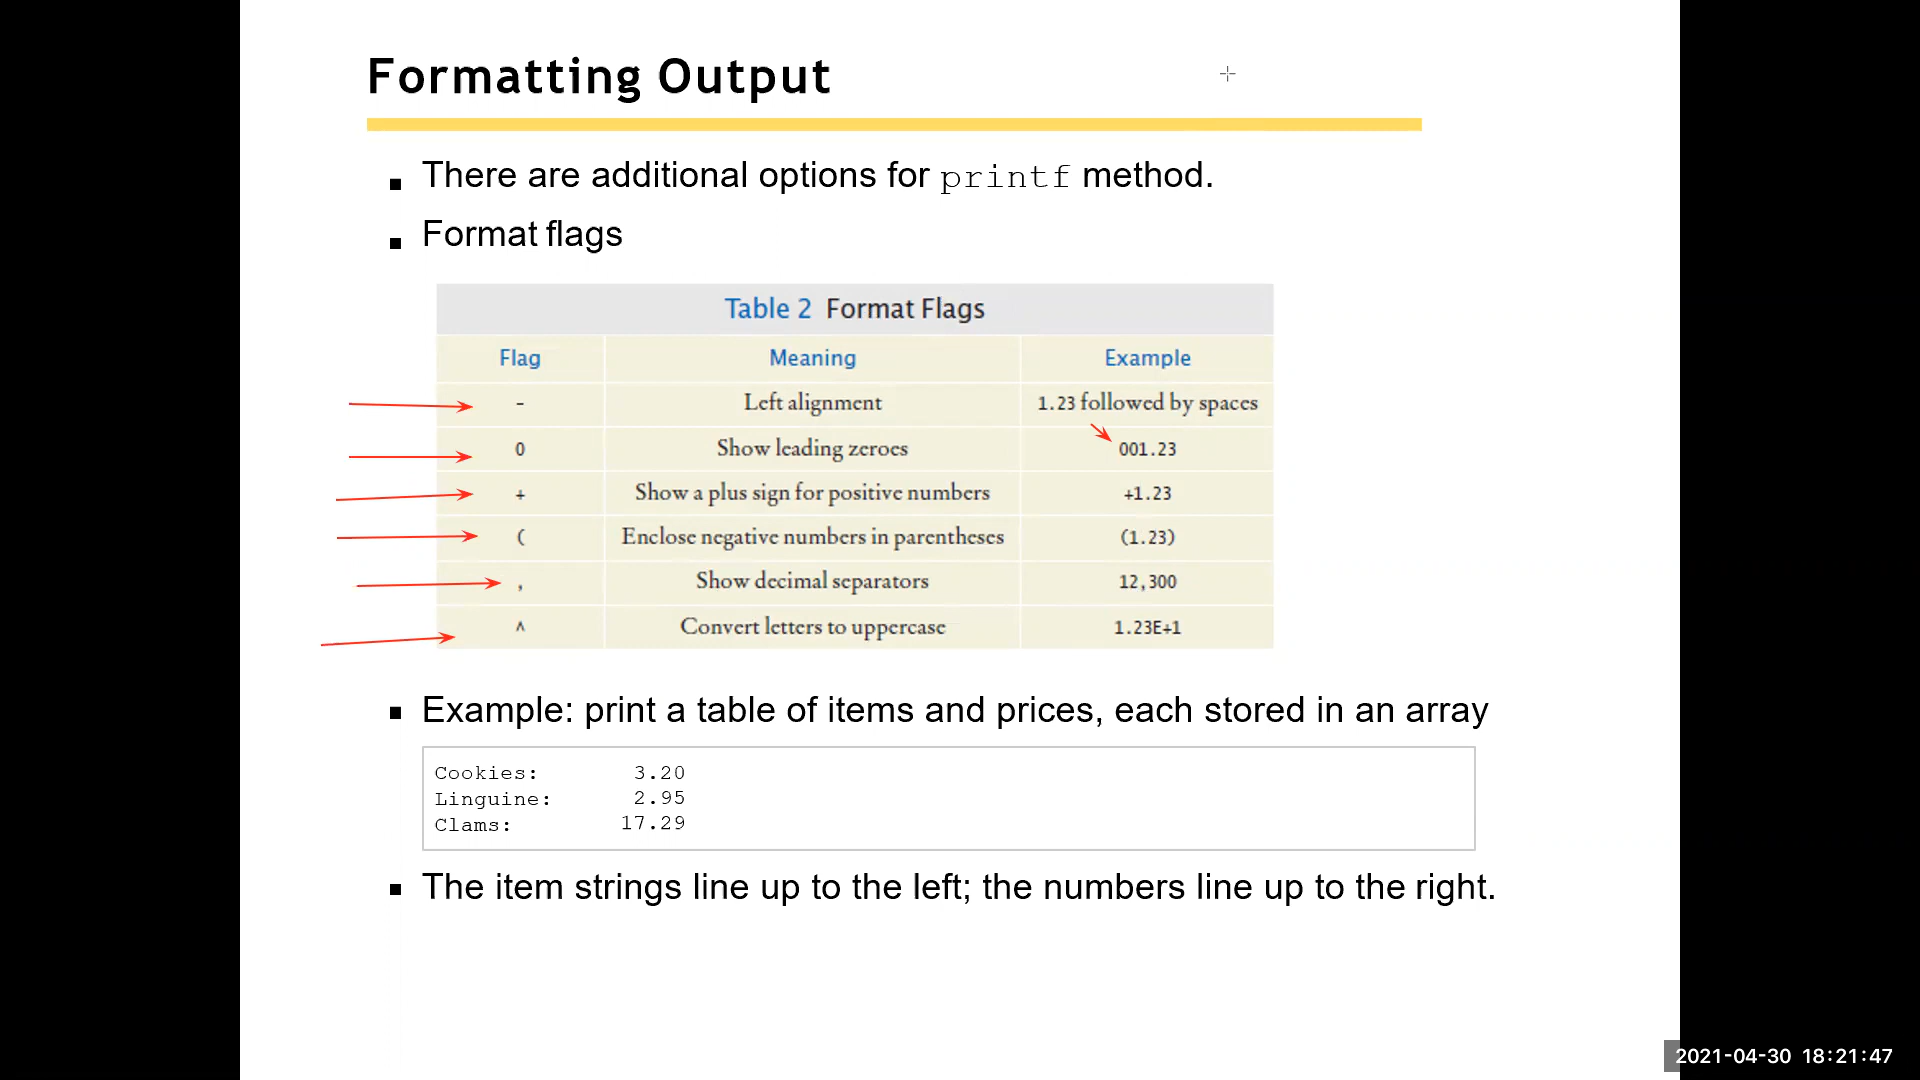 Formatting Output
There are additional options for printf method.
Format flags
Table 2 Format Flags
Flag Meaning Example
- Left alignment 1.23 followed by spaces
0 Show leading zeroes 001.23
+ Show a plus sign for positive numbers +1.23
( Enclose negative numbers in parentheses (1.23)
, Show decimal separators 12,300
^ Convert letters to uppercase 1.23E+1
Example: print a table of items and prices, each stored in an array
Cookies: 3.20
Linguine: 2.95
Clams: 17.29
The item strings line up to the left; the numbers line up to the right.
2021-04-30 18:21:47